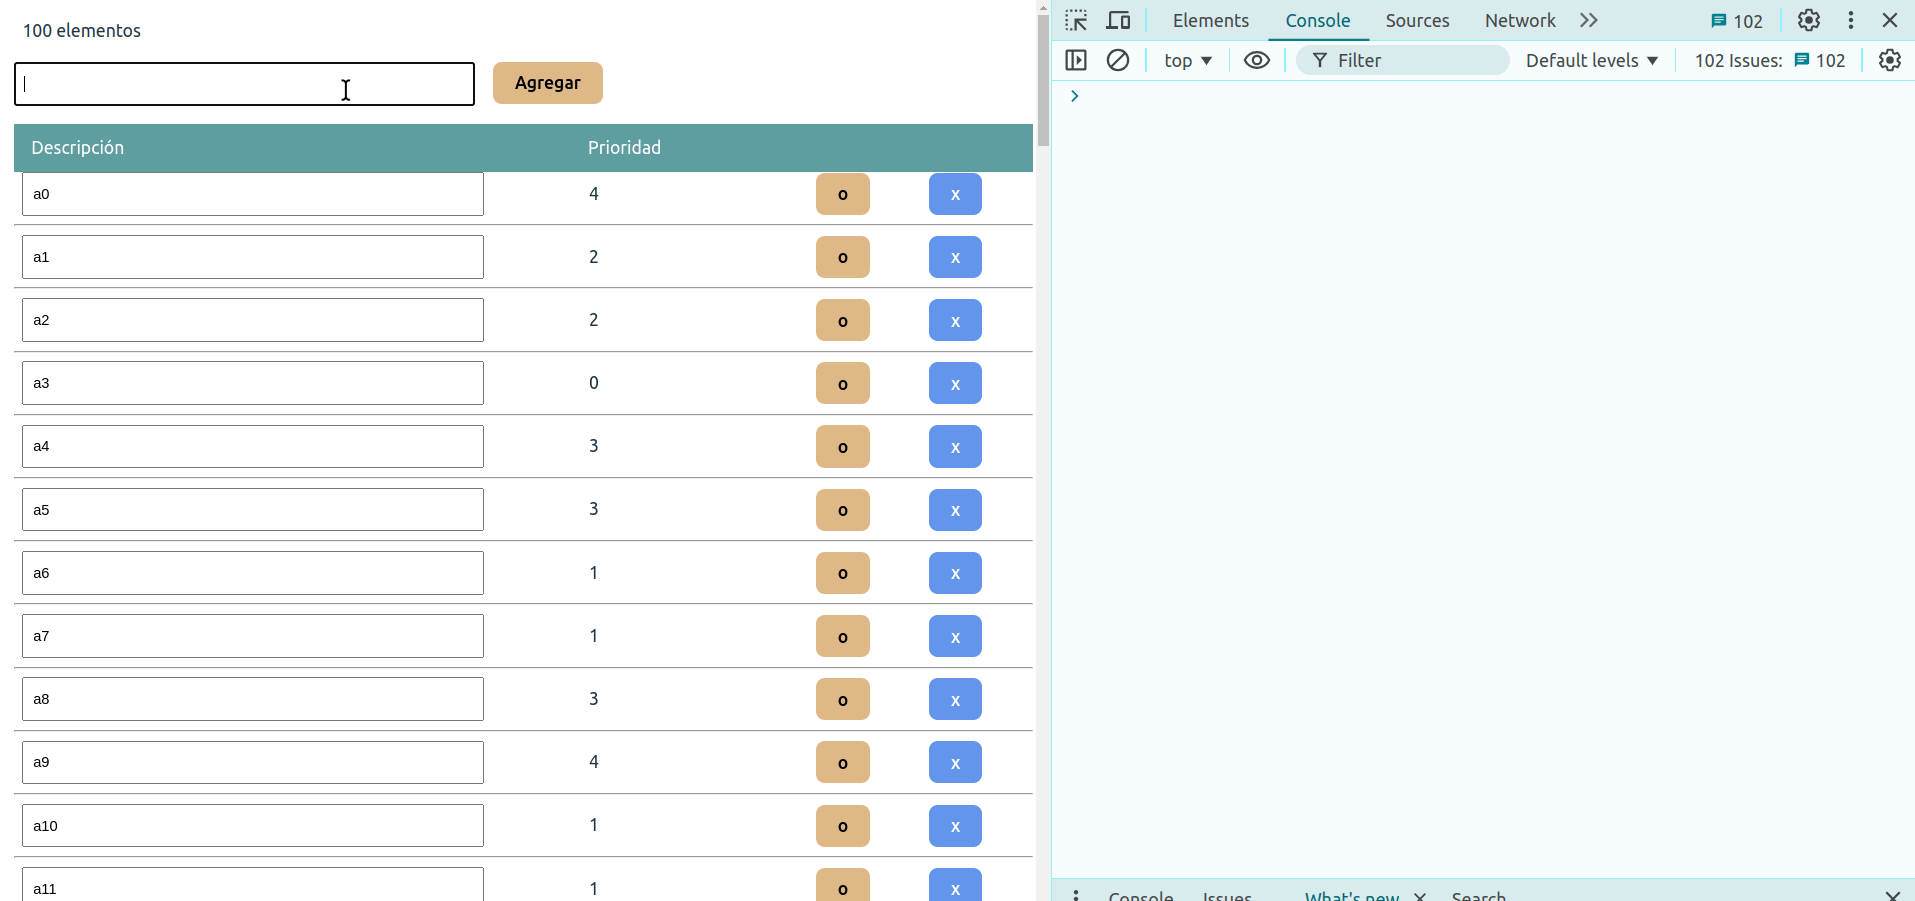 100 elementos
Agregar
Descripción Prioridad
a0 4 o x
a1 2 o x
a2 2 o x
a3 0 o x
a4 3 o x
a5 3 o x
a6 1 o x
a7 1 o x
a8 3 o x
a9 4 o x
a10 1 o x
a11 1 o x
Elements Console Sources Network 102
top Filter Default levels 102 Issues: 102
Console Issues What's new Search